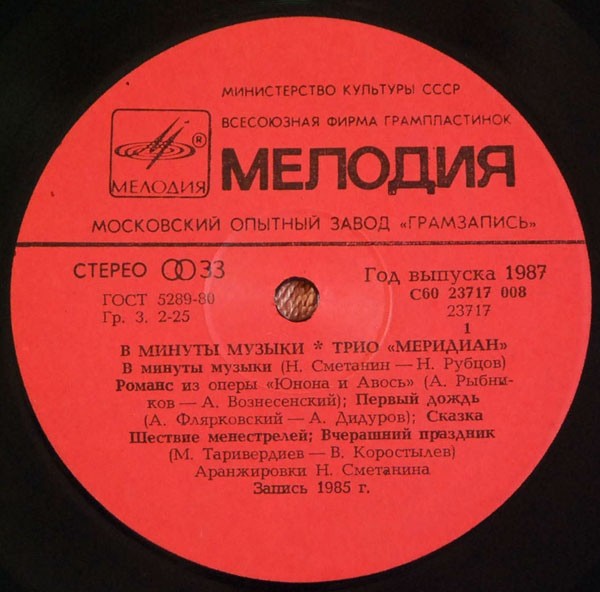 МИНИСТЕРСТВО КУЛЬТУРЫ СССР
ВСЕСОЮЗНАЯ ФИРМА ГРАМПЛАСТИНОК
®
МЕЛОДИЯ
МЕЛОДИЯ
МОСКОВСКИЙ ОПЫТНЫЙ ЗАВОД «ГРАМЗАПИСЬ»
СТЕРЕО 33
Год выпуска 1987
ГОСТ 5289-80
С60 23717 008
Гр. 3. 2-25
23717
1
В МИНУТЫ МУЗЫКИ * ТРИО «МЕРИДИАН»
В минуты музыки (Н. Сметанин — Н. Рубцов)
Романс из оперы «Юнона и Авось» (А. Рыбни-
ков — А. Вознесенский); Первый дождь
(А. Флярковский — А. Дидуров); Сказка
Шествие менестрелей; Вчерашний праздник
(М. Таривердиев — В. Коростылев)
Аранжировки Н. Сметанина
Запись 1985 г.